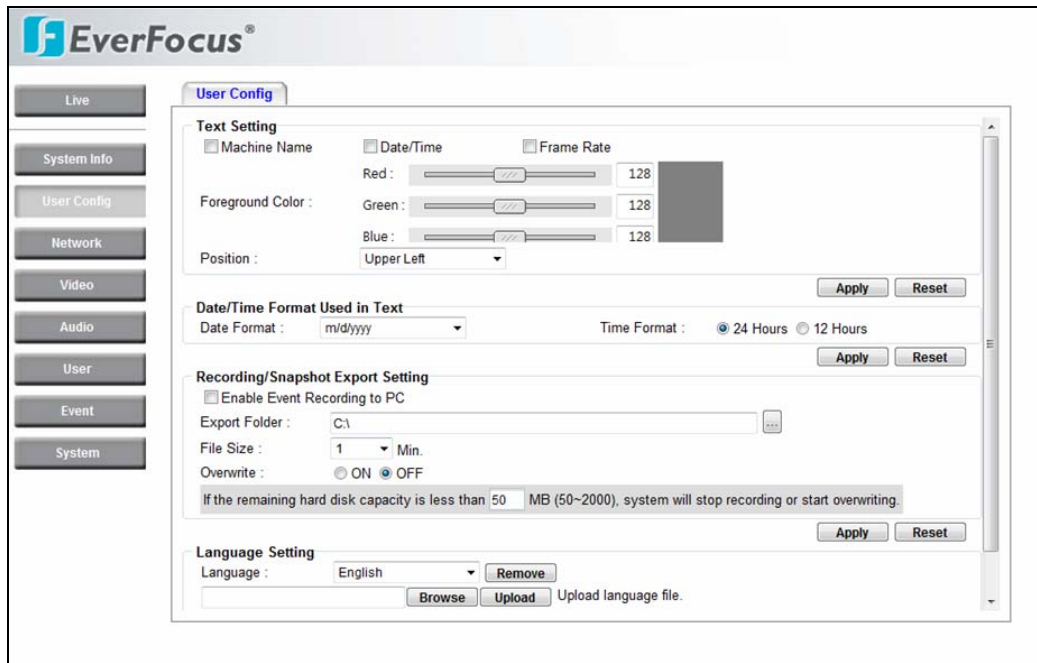 EverFocus®
Live
System Info
User Config
Network
Video
Audio
User
Event
System
User Config
Text Setting
Machine Name Date/Time Frame Rate
Foreground Color :
Red : 128
Green : 128
Blue : 128
Position : Upper Left
Apply Reset
Date/Time Format Used in Text
Date Format : m/d/yyyy Time Format : 24 Hours 12 Hours
Apply Reset
Recording/Snapshot Export Setting
Enable Event Recording to PC
Export Folder : C:\ ...
File Size : 1 Min.
Overwrite : ON OFF
If the remaining hard disk capacity is less than 50 MB (50~2000), system will stop recording or start overwriting.
Apply Reset
Language Setting
Language : English Remove
Browse Upload Upload language file.